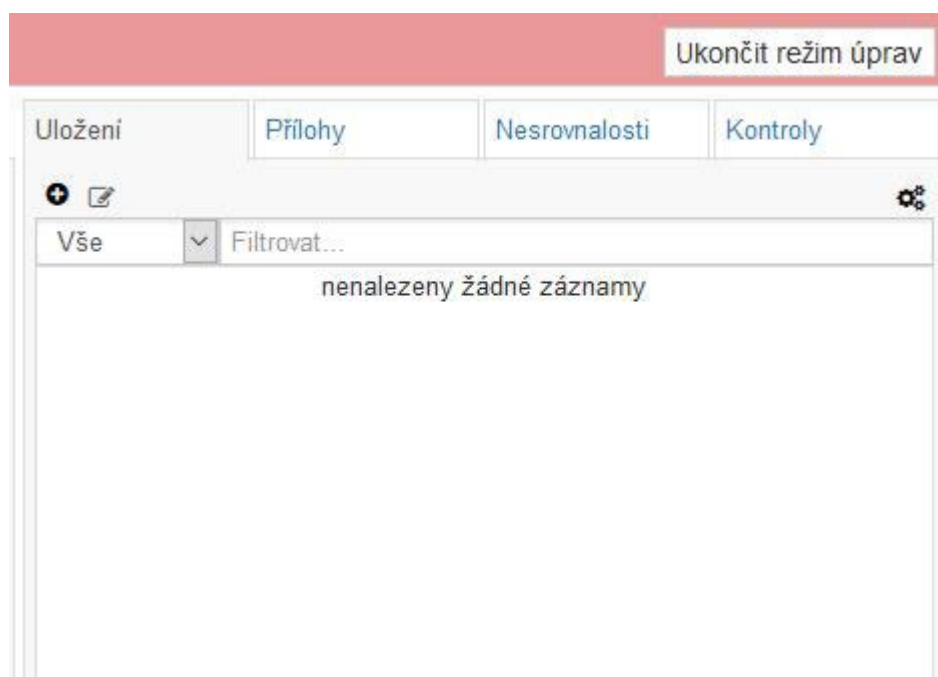 Ukončit režim úprav
Uložení Přílohy Nesrovnalosti Kontroly
Vše Filtrovat...
nenalezeny žádné záznamy